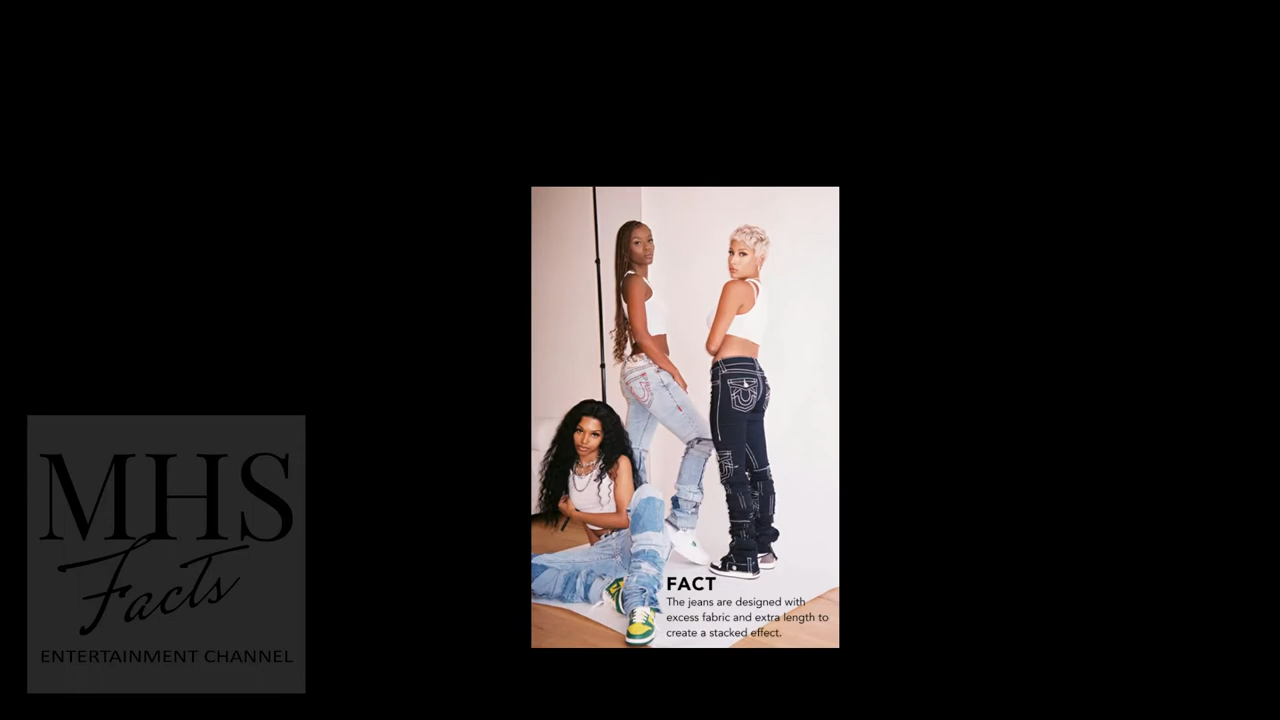 MHS
Facts
ENTERTAINMENT CHANNEL
FACT
The jeans are designed with
excess fabric and extra length to
create a stacked effect.